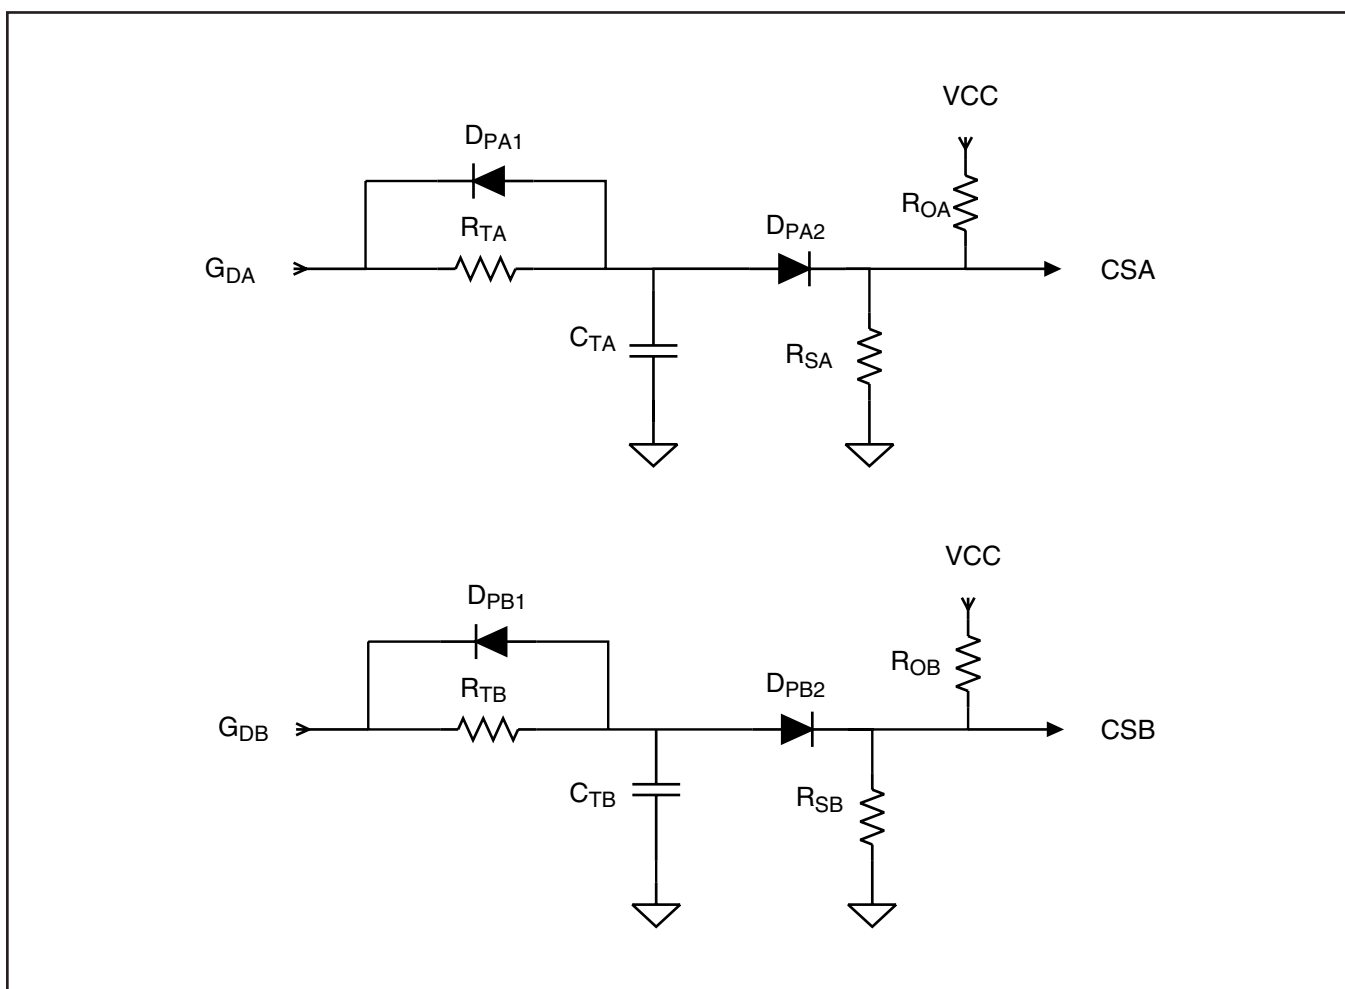 VCC
DPA1
ROA
RTA
DPA2
GDA
CSA
CTA
RSA
VCC
DPB1
ROB
RTB
DPB2
GDB
CSB
CTB
RSB